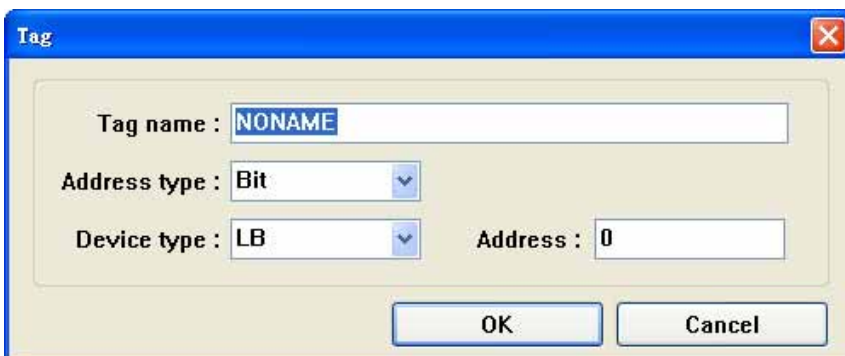 Tag
Tag name : NONAME
Address type : Bit
Device type : LB Address : 0
OK Cancel